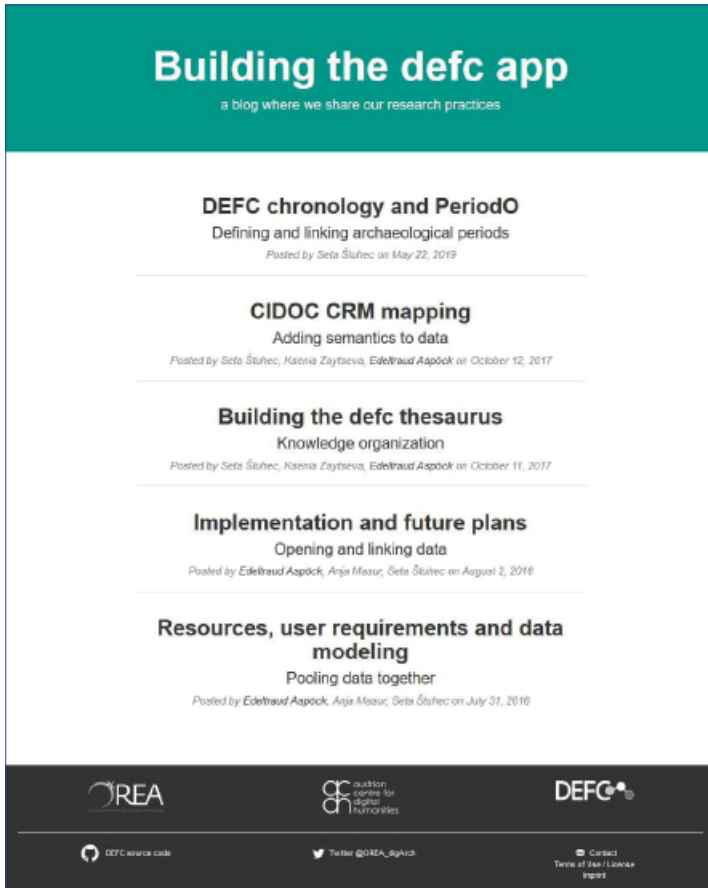 Building the defc app
a blog where we share our research practices
DEFC chronology and PeriodO
Defining and linking archaeological periods
Posted by Seta Štuhec on May 22, 2019
CIDOC CRM mapping
Adding semantics to data
Posted by Seta Štuhec, Ksenia Zaytseva, Edeltraud Aspöck on October 12, 2017
Building the defc thesaurus
Knowledge organization
Posted by Seta Štuhec, Ksenia Zaytseva, Edeltraud Aspöck on October 11, 2017
Implementation and future plans
Opening and linking data
Posted by Edeltraud Aspöck, Anja Masur, Seta Štuhec on August 2, 2016
Resources, user requirements and data
modeling
Pooling data together
Posted by Edeltraud Aspöck, Anja Masur, Seta Štuhec on July 31, 2016
OREA
acdh
austrian
centre for
digital
humanities
DEFC
DEFC source code
Twitter @OREA_digArch
Contact
Terms of Use / License
Imprint